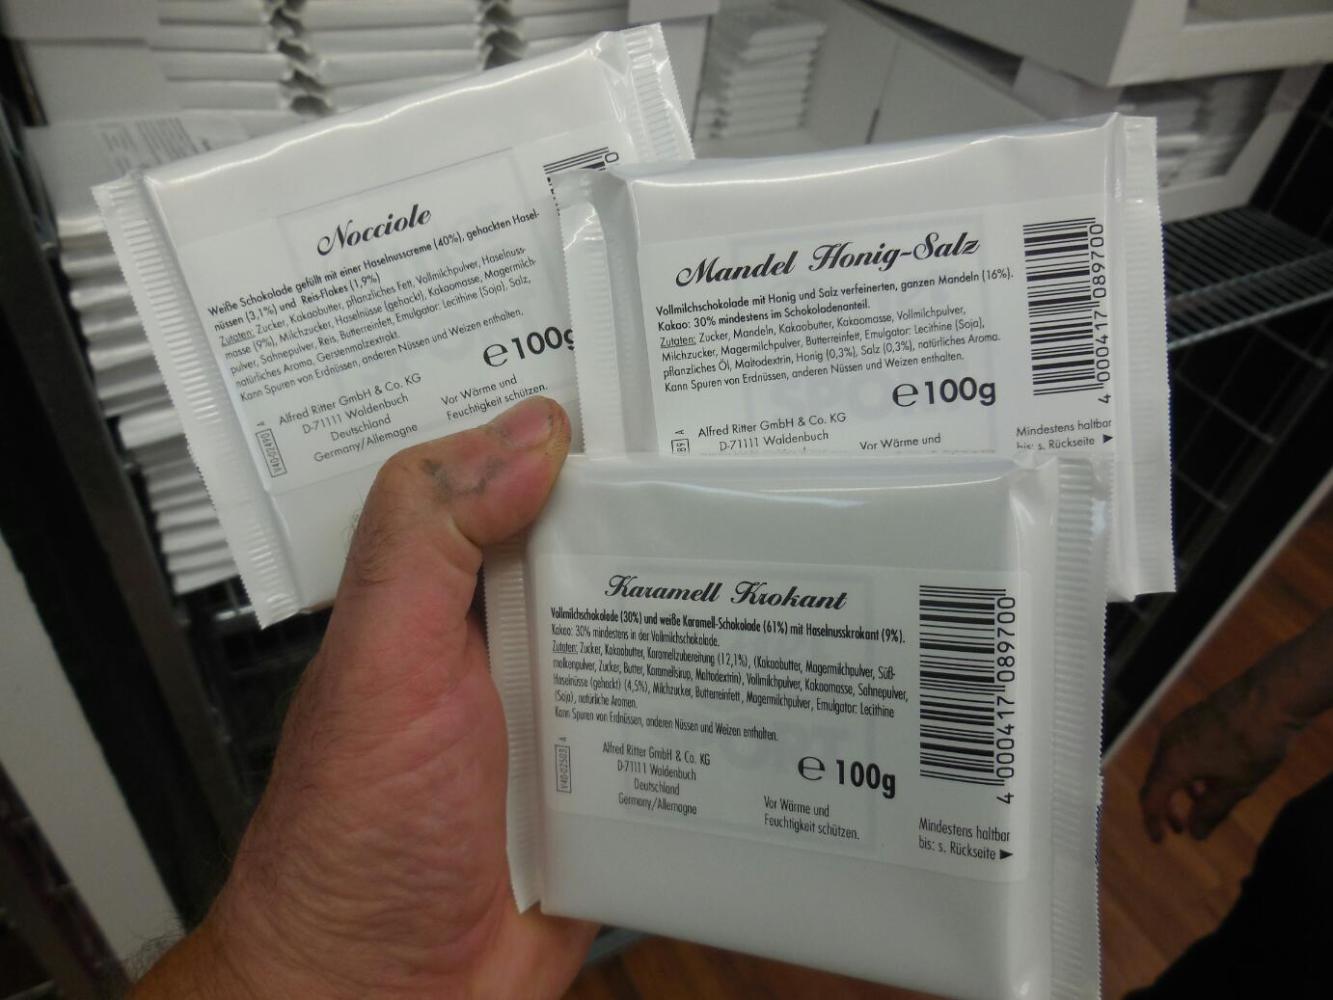 Nocciole
Weiße Schokolade gefüllt mit einer Haselnusscreme (40%), gehackten Hasel-
nüssen (3,1%) und Reis-Flakes (1,9%)
Zutaten: Zucker, Kakaobutter, pflanzliches Fett, Vollmilchpulver, Haselnuss-
masse (9%), Milchzucker, Haselnüsse (gehackt), Kakaomasse, Magermilch-
pulver, Sahnepulver, Reis, Butterreinfett, Emulgator: Lecithine (Soja), Salz,
natürliches Aroma, Gerstenmalzextrakt.
Kann Spuren von Erdnüssen, anderen Nüssen und Weizen enthalten.
e 100g
Alfred Ritter GmbH & Co. KG
D-71111 Waldenbuch
Deutschland
Germany/Allemagne
Vor Wärme und
Feuchtigkeit schützen.
V40-02490 A
0
Mandel Honig-Salz
Vollmilchschokolade mit Honig und Salz verfeinerten, ganzen Mandeln (16%).
Kakao: 30% mindestens im Schokoladenanteil.
Zutaten: Zucker, Mandeln, Kakaobutter, Kakaomasse, Vollmilchpulver,
Milchzucker, Magermilchpulver, Butterreinfett, Emulgator: Lecithine (Soja),
pflanzliches Öl, Maltodextrin, Honig (0,3%), Salz (0,3%), natürliches Aroma.
Kann Spuren von Erdnüssen, anderen Nüssen und Weizen enthalten.
e 100g
Alfred Ritter GmbH & Co. KG
D-71111 Waldenbuch
Vor Wärme und
4 000417 089700
Mindestens haltbar
bis: s. Rückseite ▶
Karamell Krokant
Vollmilchschokolade (30%) und weiße Karamell-Schokolade (61%) mit Haselnusskrokant (9%).
Kakao: 30% mindestens in der Vollmilchschokolade.
Zutaten: Zucker, Kakaobutter, Karamellzubereitung (12,1%), (Kakaobutter, Magermilchpulver, Süß-
molkenpulver, Zucker, Butter, Karamellsirup, Maltodextrin), Vollmilchpulver, Kakaomasse, Sahnepulver,
Haselnüsse (gehackt) (4,5%), Milchzucker, Butterreinfett, Magermilchpulver, Emulgator: Lecithine
(Soja), natürliche Aromen.
Kann Spuren von Erdnüssen, anderen Nüssen und Weizen enthalten.
e 100g
Alfred Ritter GmbH & Co. KG
D-71111 Waldenbuch
Deutschland
Germany/Allemagne
Vor Wärme und
Feuchtigkeit schützen.
V40-02503 A
4 000417 089700
Mindestens haltbar
bis: s. Rückseite ▶